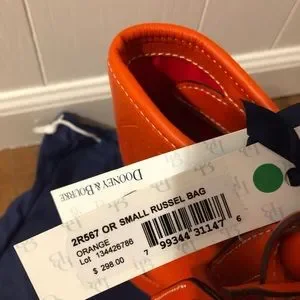 DOONEY & BOURKE
2R567 OR SMALL RUSSEL BAG
ORANGE
Lot 134426786
$ 298.00
7 99344 31147 6